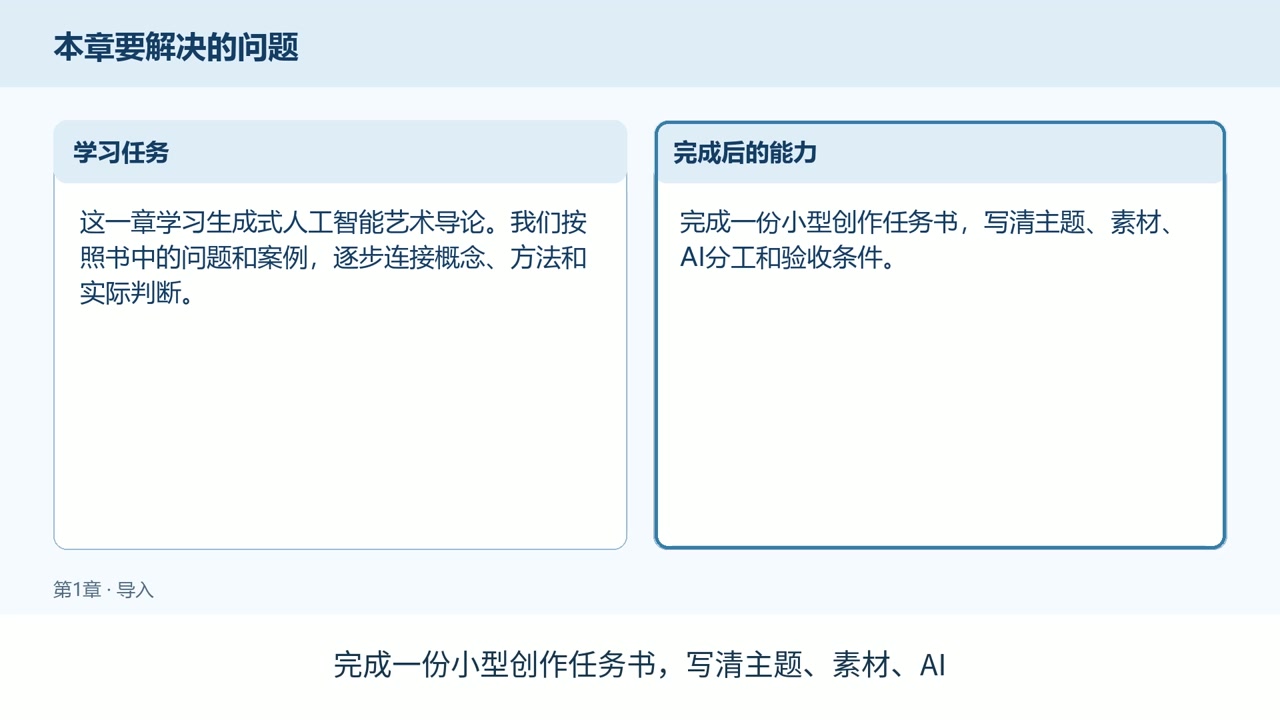 本章要解决的问题
学习任务
这一章学习生成式人工智能艺术导论。我们按
照书中的问题和案例，逐步连接概念、方法和
实际判断。
完成后的能力
完成一份小型创作任务书，写清主题、素材、
AI分工和验收条件。
第1章 · 导入
完成一份小型创作任务书，写清主题、素材、AI